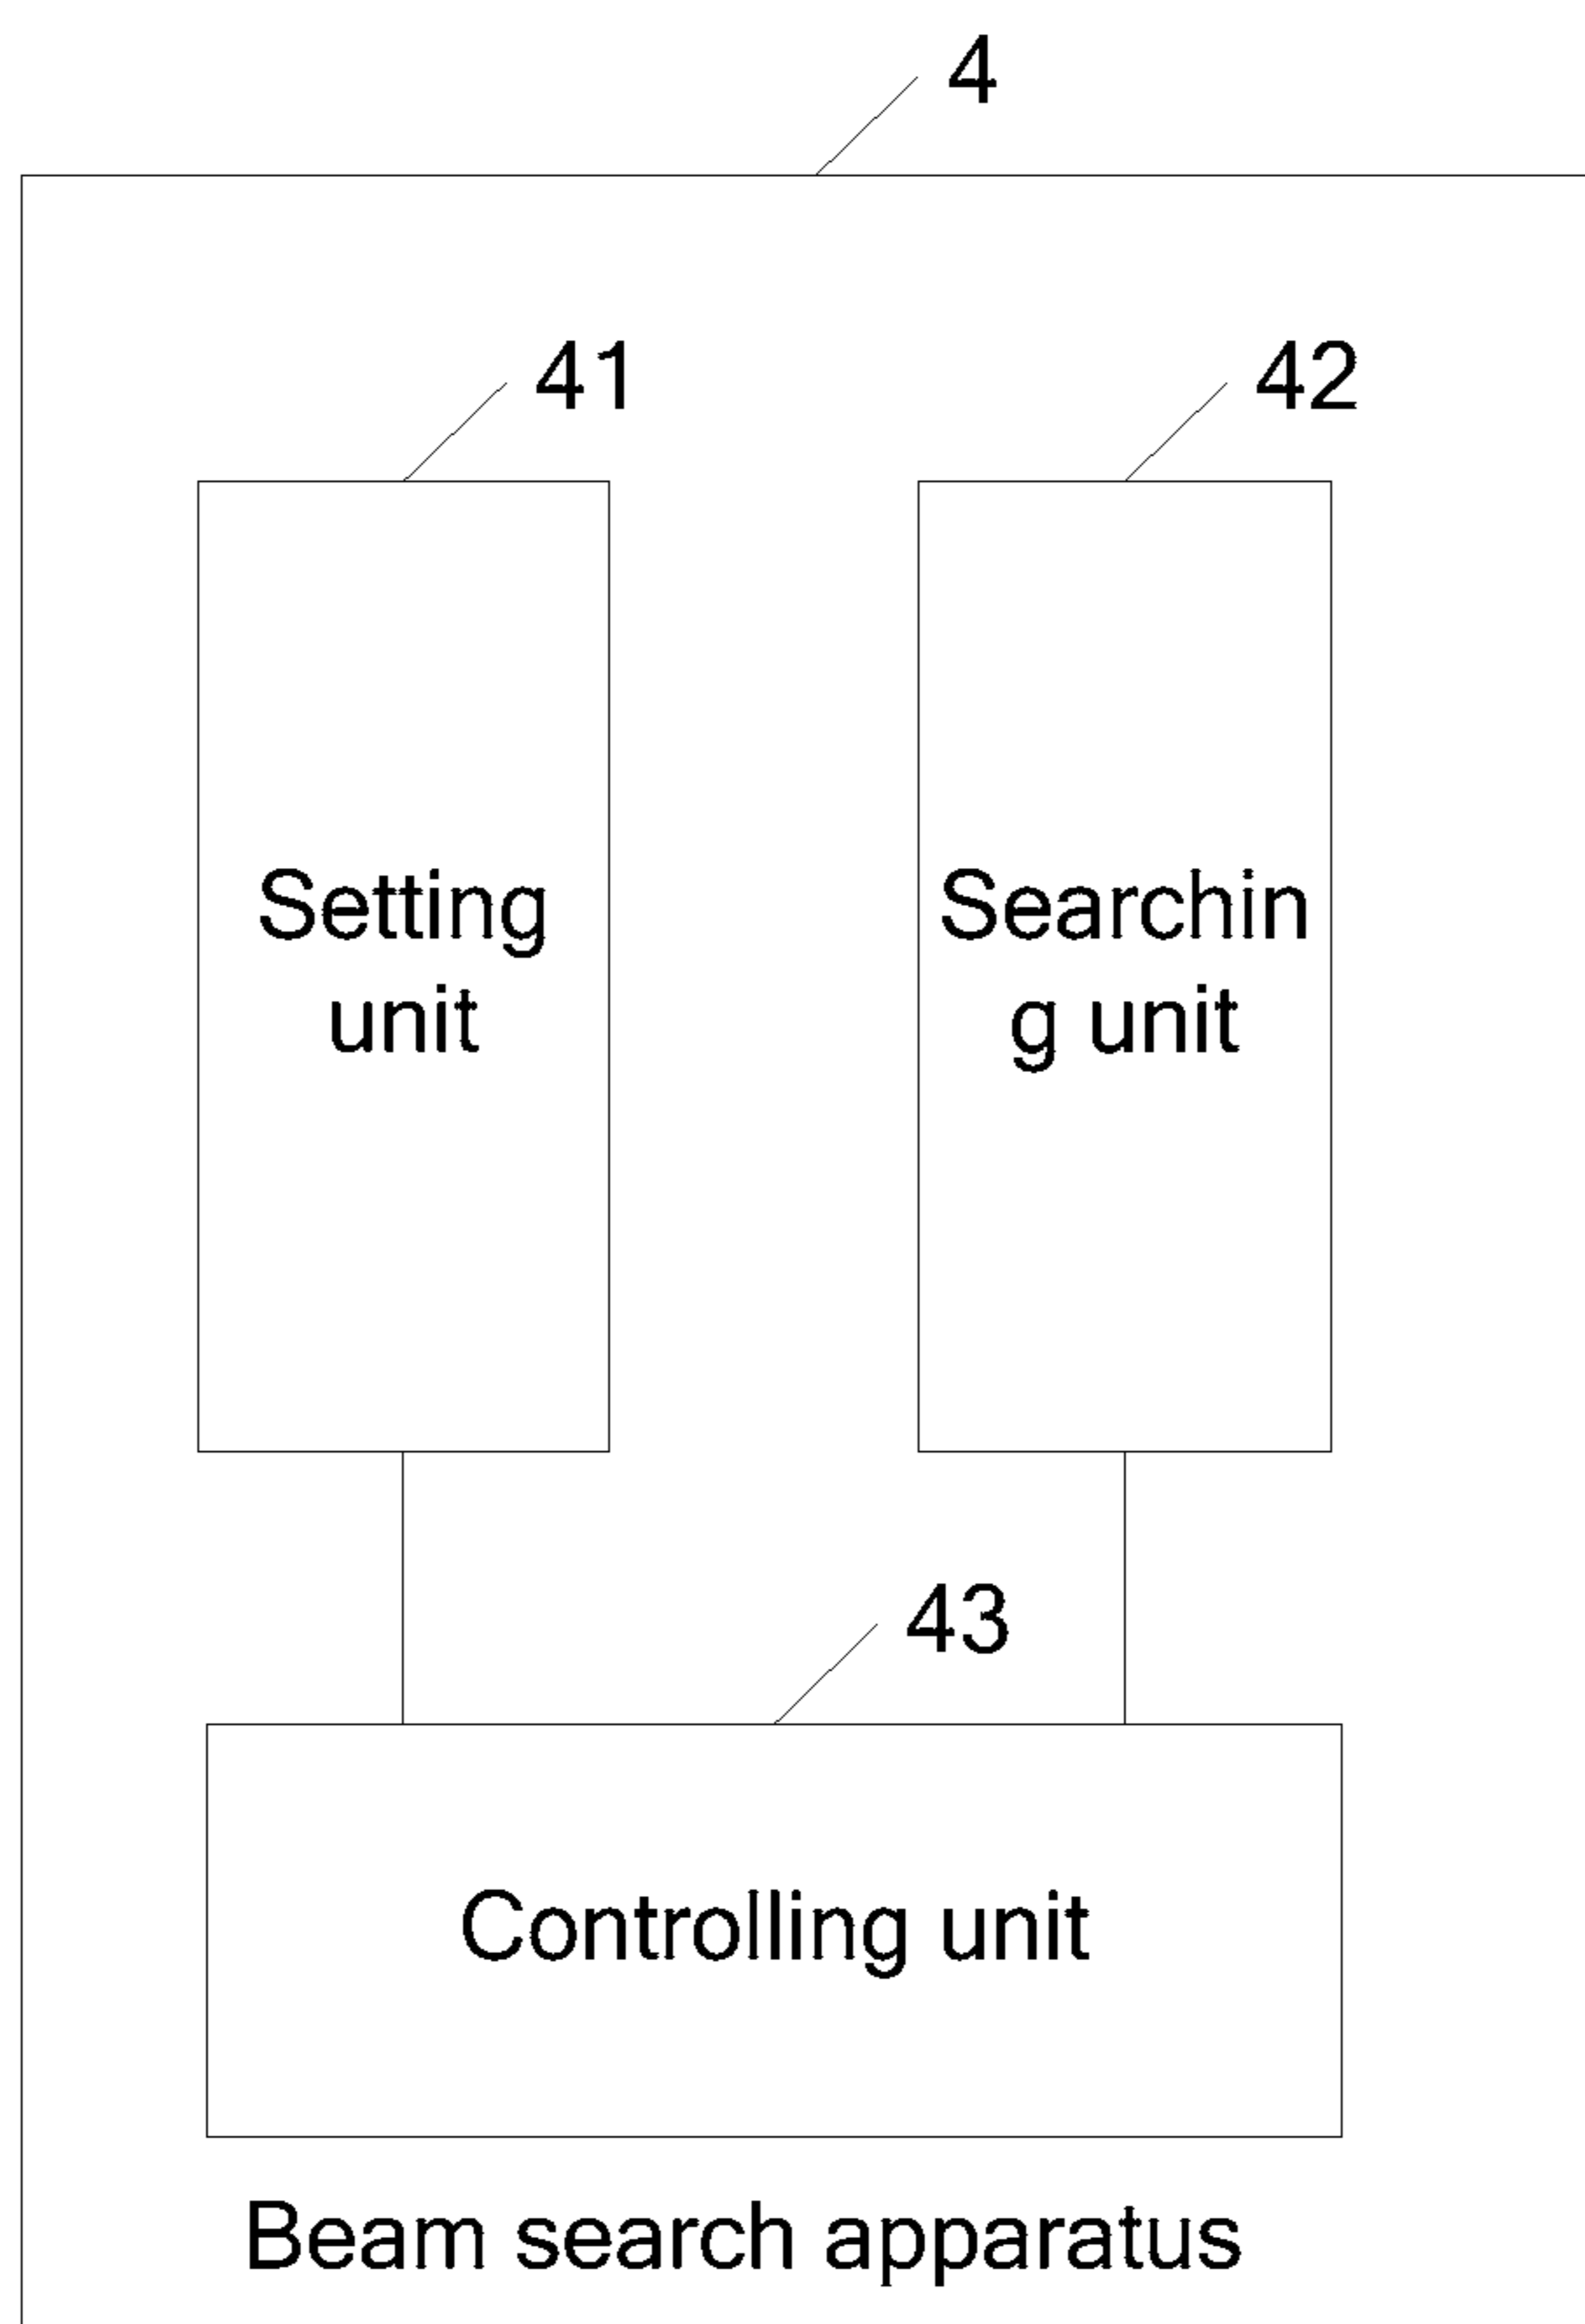 4
41
42
Setting
unit
Searchin
g unit
43
Controlling unit
Beam search apparatus